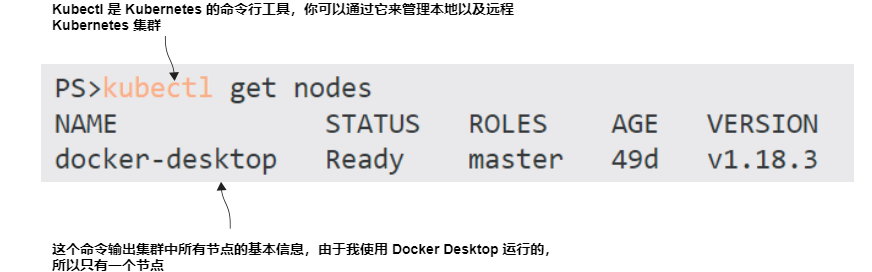 Kubectl 是 Kubernetes 的命令行工具，你可以通过它来管理本地以及远程
Kubernetes 集群
PS>kubectl get nodes
NAME STATUS ROLES AGE VERSION
docker-desktop Ready master 49d v1.18.3
这个命令输出集群中所有节点的基本信息，由于我使用 Docker Desktop 运行的，
所以只有一个节点